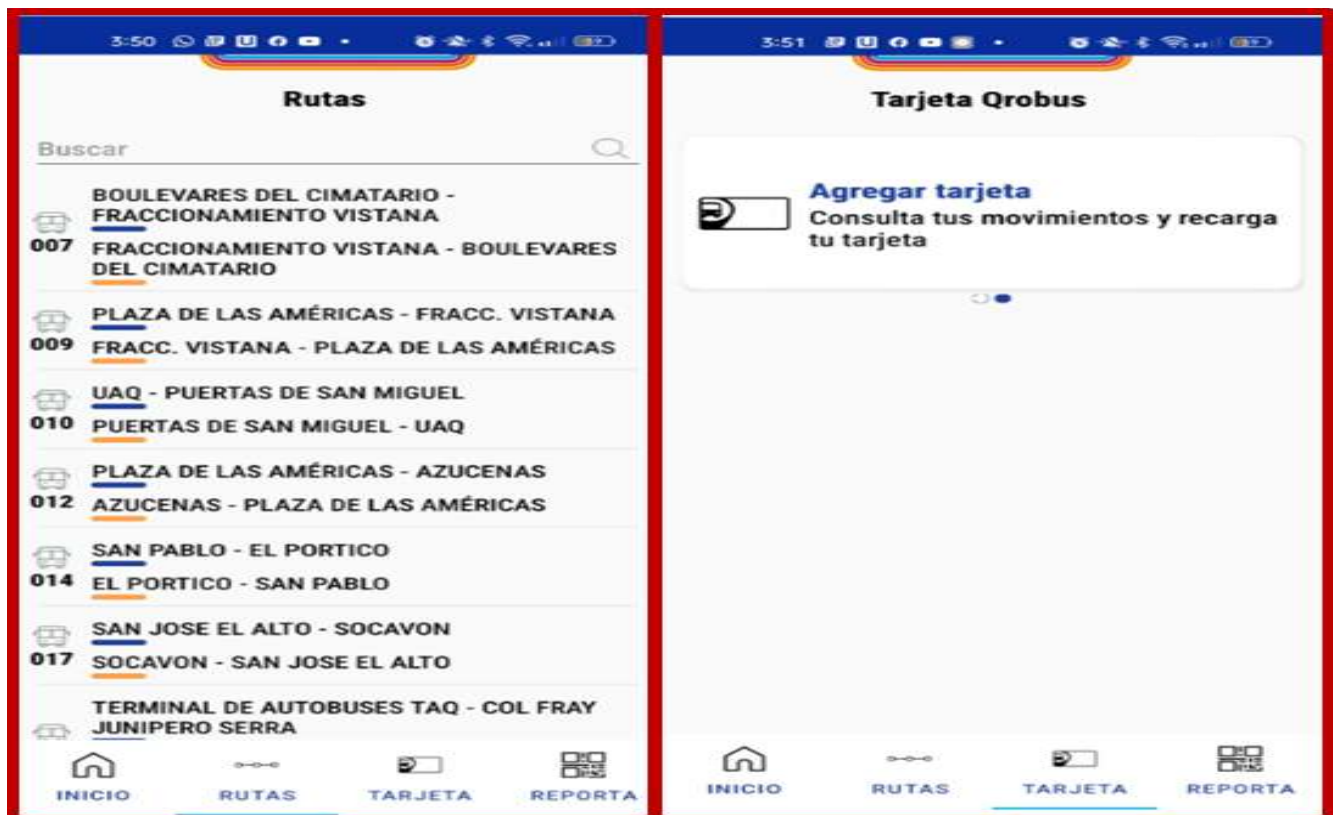 3:50
Rutas
Buscar
BOULEVARES DEL CIMATARIO -
FRACCIONAMIENTO VISTANA
007
FRACCIONAMIENTO VISTANA - BOULEVARES
DEL CIMATARIO
PLAZA DE LAS AMÉRICAS - FRACC. VISTANA
009
FRACC. VISTANA - PLAZA DE LAS AMÉRICAS
UAQ - PUERTAS DE SAN MIGUEL
010
PUERTAS DE SAN MIGUEL - UAQ
PLAZA DE LAS AMÉRICAS - AZUCENAS
012
AZUCENAS - PLAZA DE LAS AMÉRICAS
SAN PABLO - EL PORTICO
014
EL PORTICO - SAN PABLO
SAN JOSE EL ALTO - SOCAVON
017
SOCAVON - SAN JOSE EL ALTO
TERMINAL DE AUTOBUSES TAQ - COL FRAY
JUNIPERO SERRA
INICIO RUTAS TARJETA REPORTA
3:51
Tarjeta Qrobus
Agregar tarjeta
Consulta tus movimientos y recarga
tu tarjeta
INICIO RUTAS TARJETA REPORTA